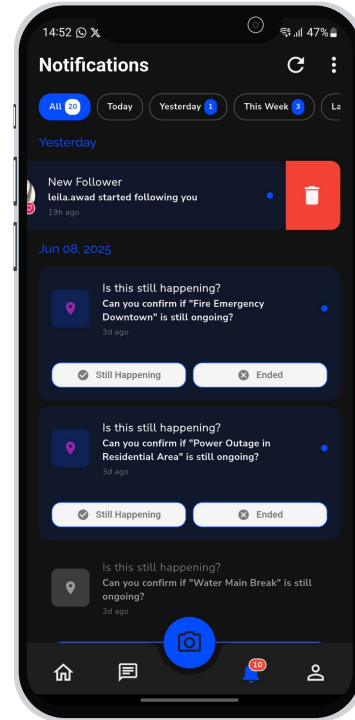 14:52 47%
Notifications
All 20 Today Yesterday 1 This Week 3 La
Yesterday
New Follower
leila.awad started following you
19h ago
Jun 08, 2025
Is this still happening?
Can you confirm if "Fire Emergency
Downtown" is still ongoing?
3d ago
Still Happening Ended
Is this still happening?
Can you confirm if "Power Outage in
Residential Area" is still ongoing?
3d ago
Still Happening Ended
Is this still happening?
Can you confirm if "Water Main Break" is still
ongoing?
3d ago
10